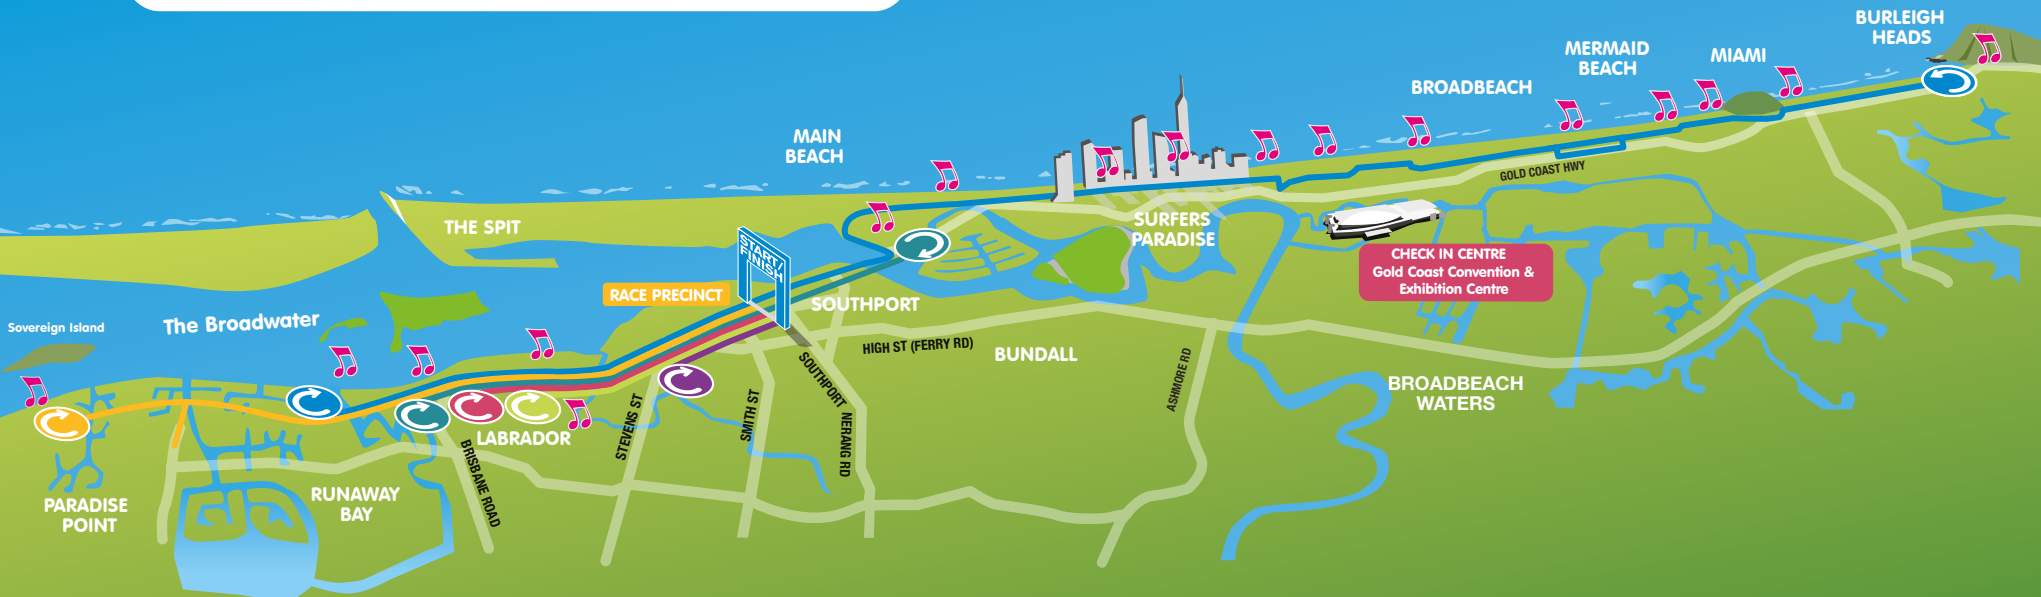 BURLEIGH
HEADS
MERMAID
BEACH
MIAMI
BROADBEACH
MAIN
BEACH
GOLD COAST HWY
THE SPIT
SURFERS
PARADISE
START/
FINISH
CHECK IN CENTRE
Gold Coast Convention &
Exhibition Centre
RACE PRECINCT
SOUTHPORT
Sovereign Island
The Broadwater
HIGH ST (FERRY RD)
BUNDALL
SOUTHPORT NERANG RD
ASHMORE RD
BROADBEACH
WATERS
STEVENS ST
SMITH ST
LABRADOR
BRISBANE ROAD
RUNAWAY
BAY
PARADISE
POINT